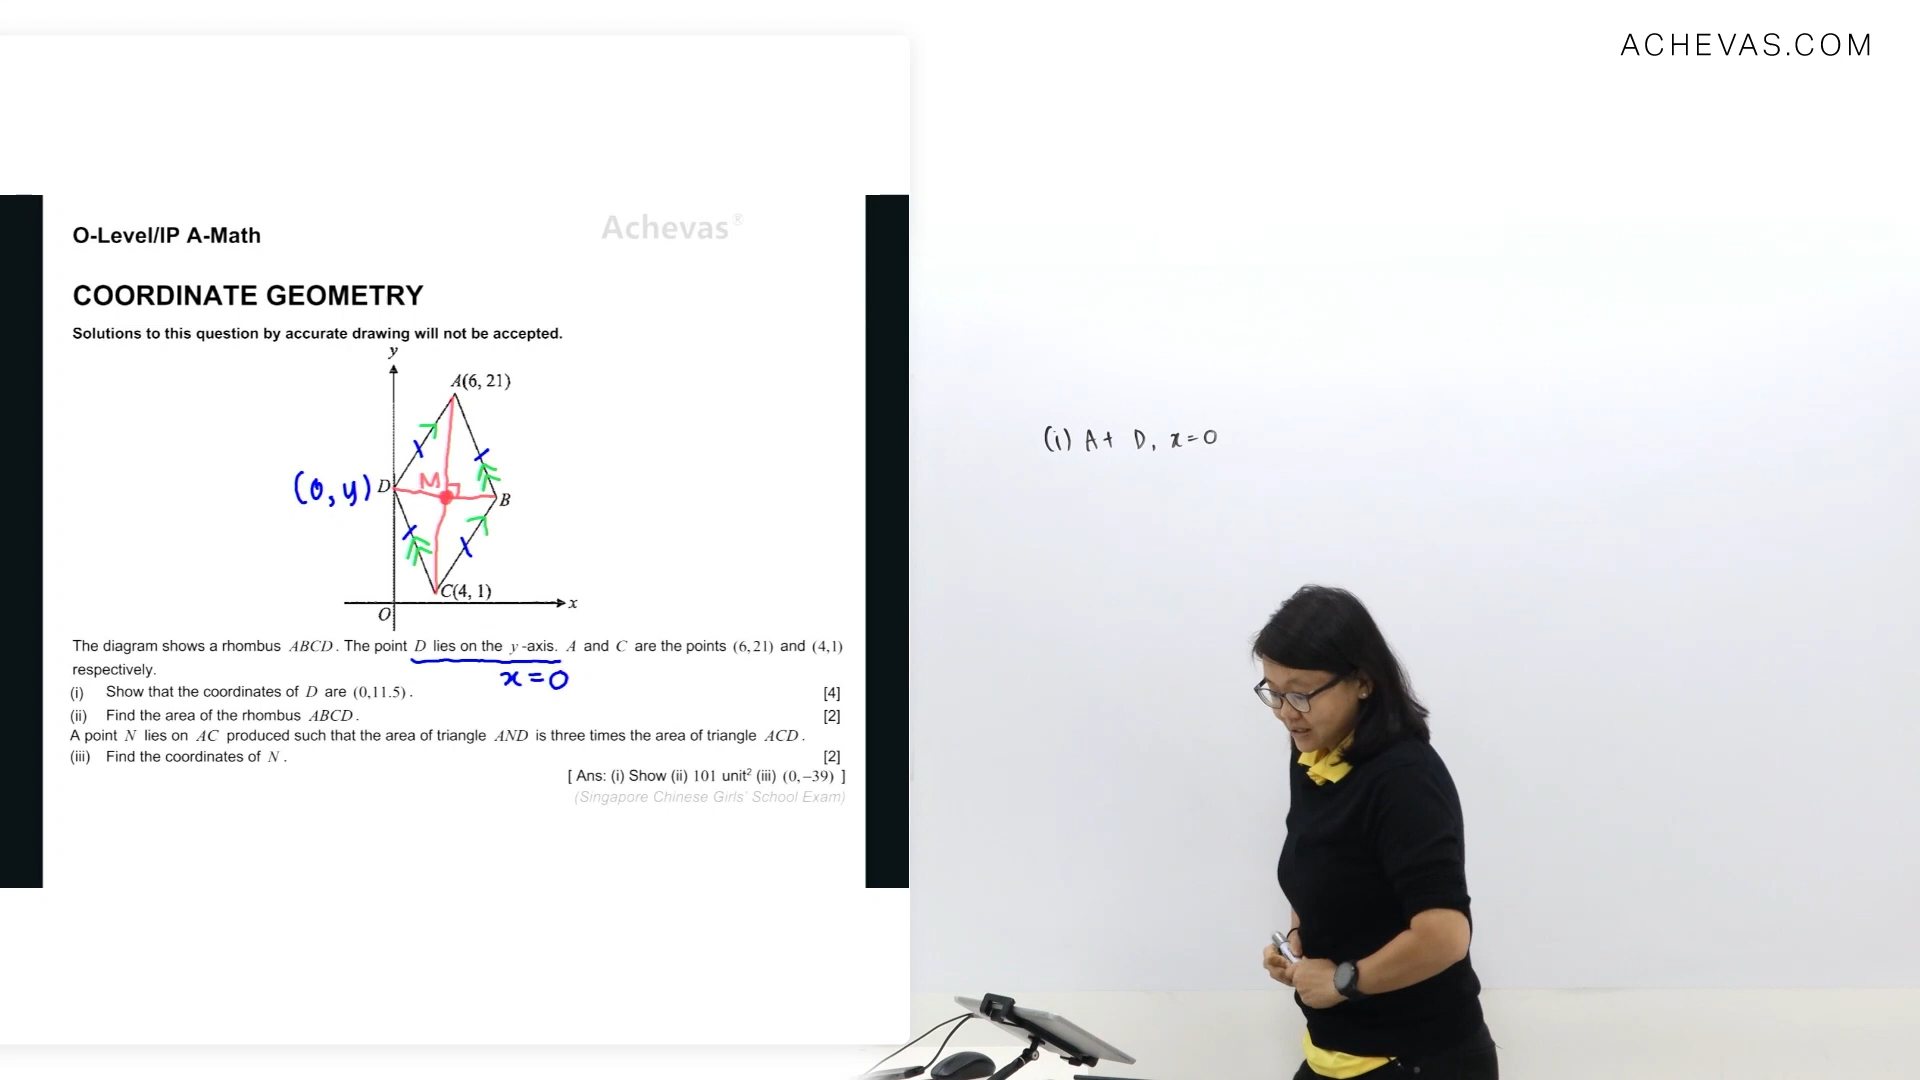 ACHEVAS.COM
O-Level/IP A-Math
Achevas®
COORDINATE GEOMETRY
Solutions to this question by accurate drawing will not be accepted.
y
A(6, 21)
(0, y) D
M
B
C(4, 1)
O
x
The diagram shows a rhombus ABCD. The point D lies on the y-axis. A and C are the points (6,21) and (4,1)
respectively.
x=0
(i) Show that the coordinates of D are (0,11.5). [4]
(ii) Find the area of the rhombus ABCD. [2]
A point N lies on AC produced such that the area of triangle AND is three times the area of triangle ACD.
(iii) Find the coordinates of N. [2]
[ Ans: (i) Show (ii) 101 unit² (iii) (0,−39) ]
(Singapore Chinese Girls' School Exam)
(i) At D, x=0